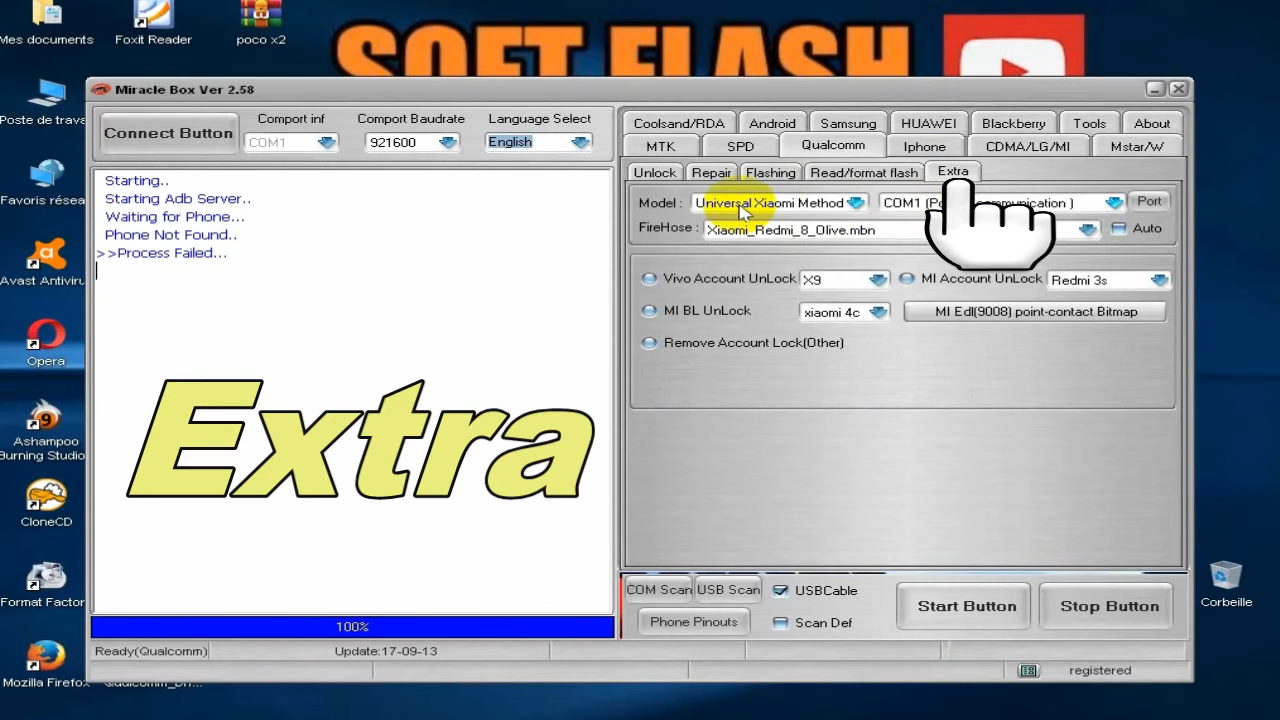 Mes documents
Foxit Reader
poco x2
SOFT FLASH
Miracle Box Ver 2.58
Connect Button
Comport inf
Comport Baudrate
Language Select
COM1
921600
English
Coolsand/RDA
Android
Samsung
HUAWEI
Blackberry
Tools
About
MTK
SPD
Qualcomm
Iphone
CDMA/LG/MI
Mstar/W
Unlock
Repair
Flashing
Read/format flash
Extra
Starting..
Starting Adb Server..
Waiting for Phone...
Phone Not Found..
>>Process Failed...
Model :
Universal Xiaomi Method
COM1
Port
FireHose :
Xiaomi_Redmi_8_Olive.mbn
Auto
Vivo Account UnLock
X9
MI Account UnLock
Redmi 3s
MI BL UnLock
xiaomi 4c
MI Edl(9008) point-contact Bitmap
Remove Account Lock(Other)
Extra
100%
COM Scan
USB Scan
USBCable
Phone Pinouts
Scan Def
Start Button
Stop Button
Ready(Qualcomm)
Update:17-09-13
registered
Poste de trava
Favoris résea
Avast Antiviru
Opera
Ashampoo
Burning Studio
CloneCD
Format Factor
Mozilla Firefox
Corbeille